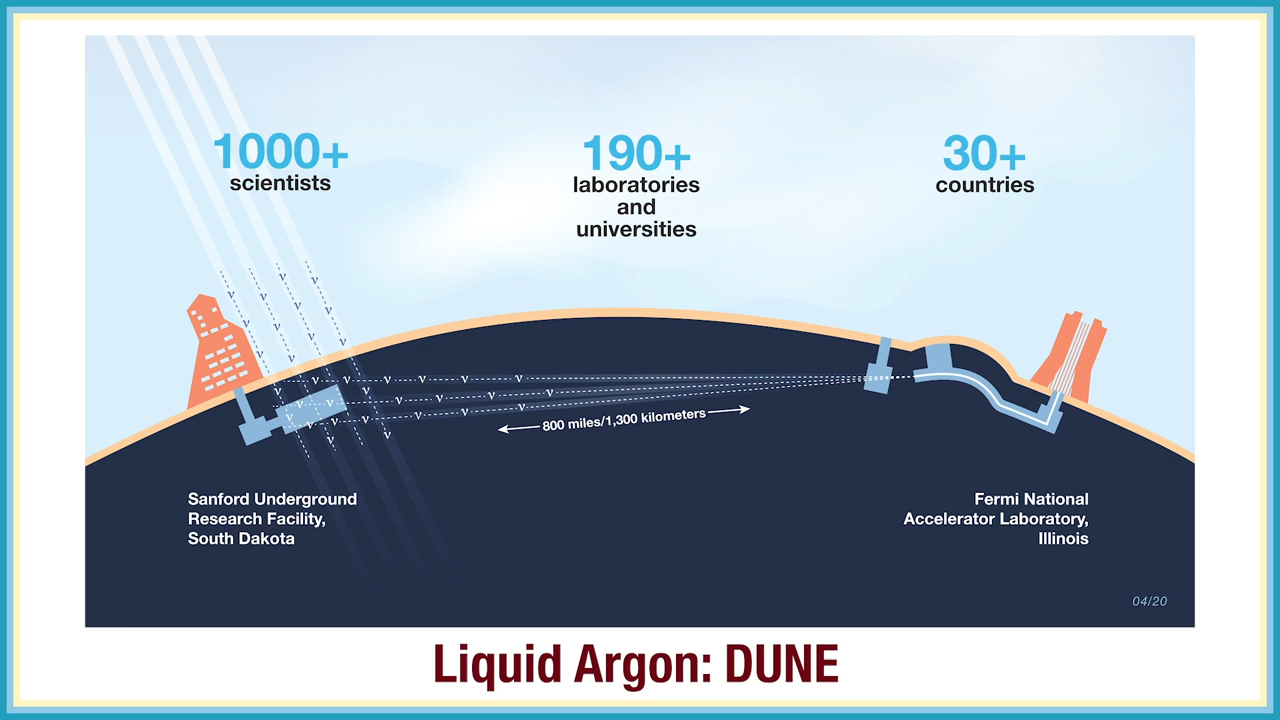 1000+
scientists
190+
laboratories
and
universities
30+
countries
ν ν ν ν
ν ν ν ν
ν ν ν ν
ν ν ν ν ν ν
ν ν ν ν
ν ν ν ν
800 miles/1,300 kilometers
Sanford Underground
Research Facility,
South Dakota
Fermi National
Accelerator Laboratory,
Illinois
04/20
Liquid Argon: DUNE